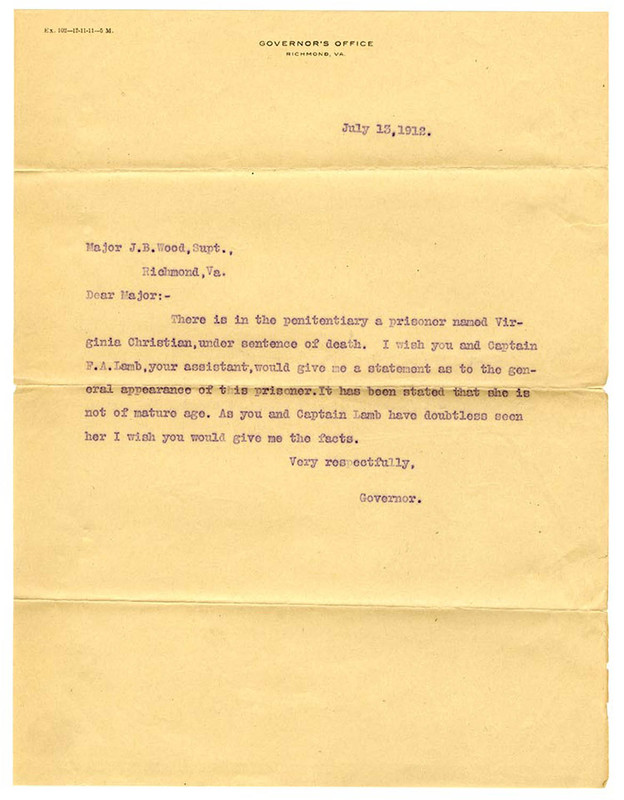 Ex. 102—17-11-11—5 M.
GOVERNOR'S OFFICE
RICHMOND, VA.
July 13,1912.
Major J.B.Wood,Supt.,
Richmond,Va.
Dear Major:-
There is in the penitentiary a prisoner named Vir-
ginia Christian,under sentence of death. I wish you and Captain
F.A.Lamb,your assistant,would give me a statement as to the gen-
eral appearance of this prisoner.It has been stated that she is
not of mature age. As you and Captain Lamb have doubtless seen
her I wish you would give me the facts.
Very respectfully,
Governor.